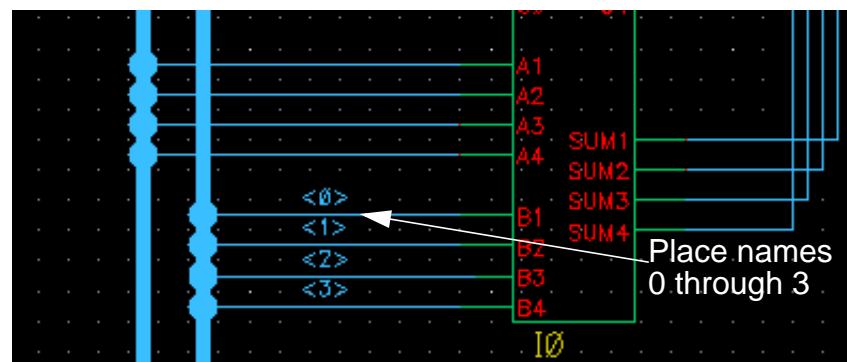 A1
A2
A3
SUM1
A4
SUM2
<0>
SUM3
B1
<1>
SUM4
B2
Place names
<2>
0 through 3
B3
<3>
B4
I0